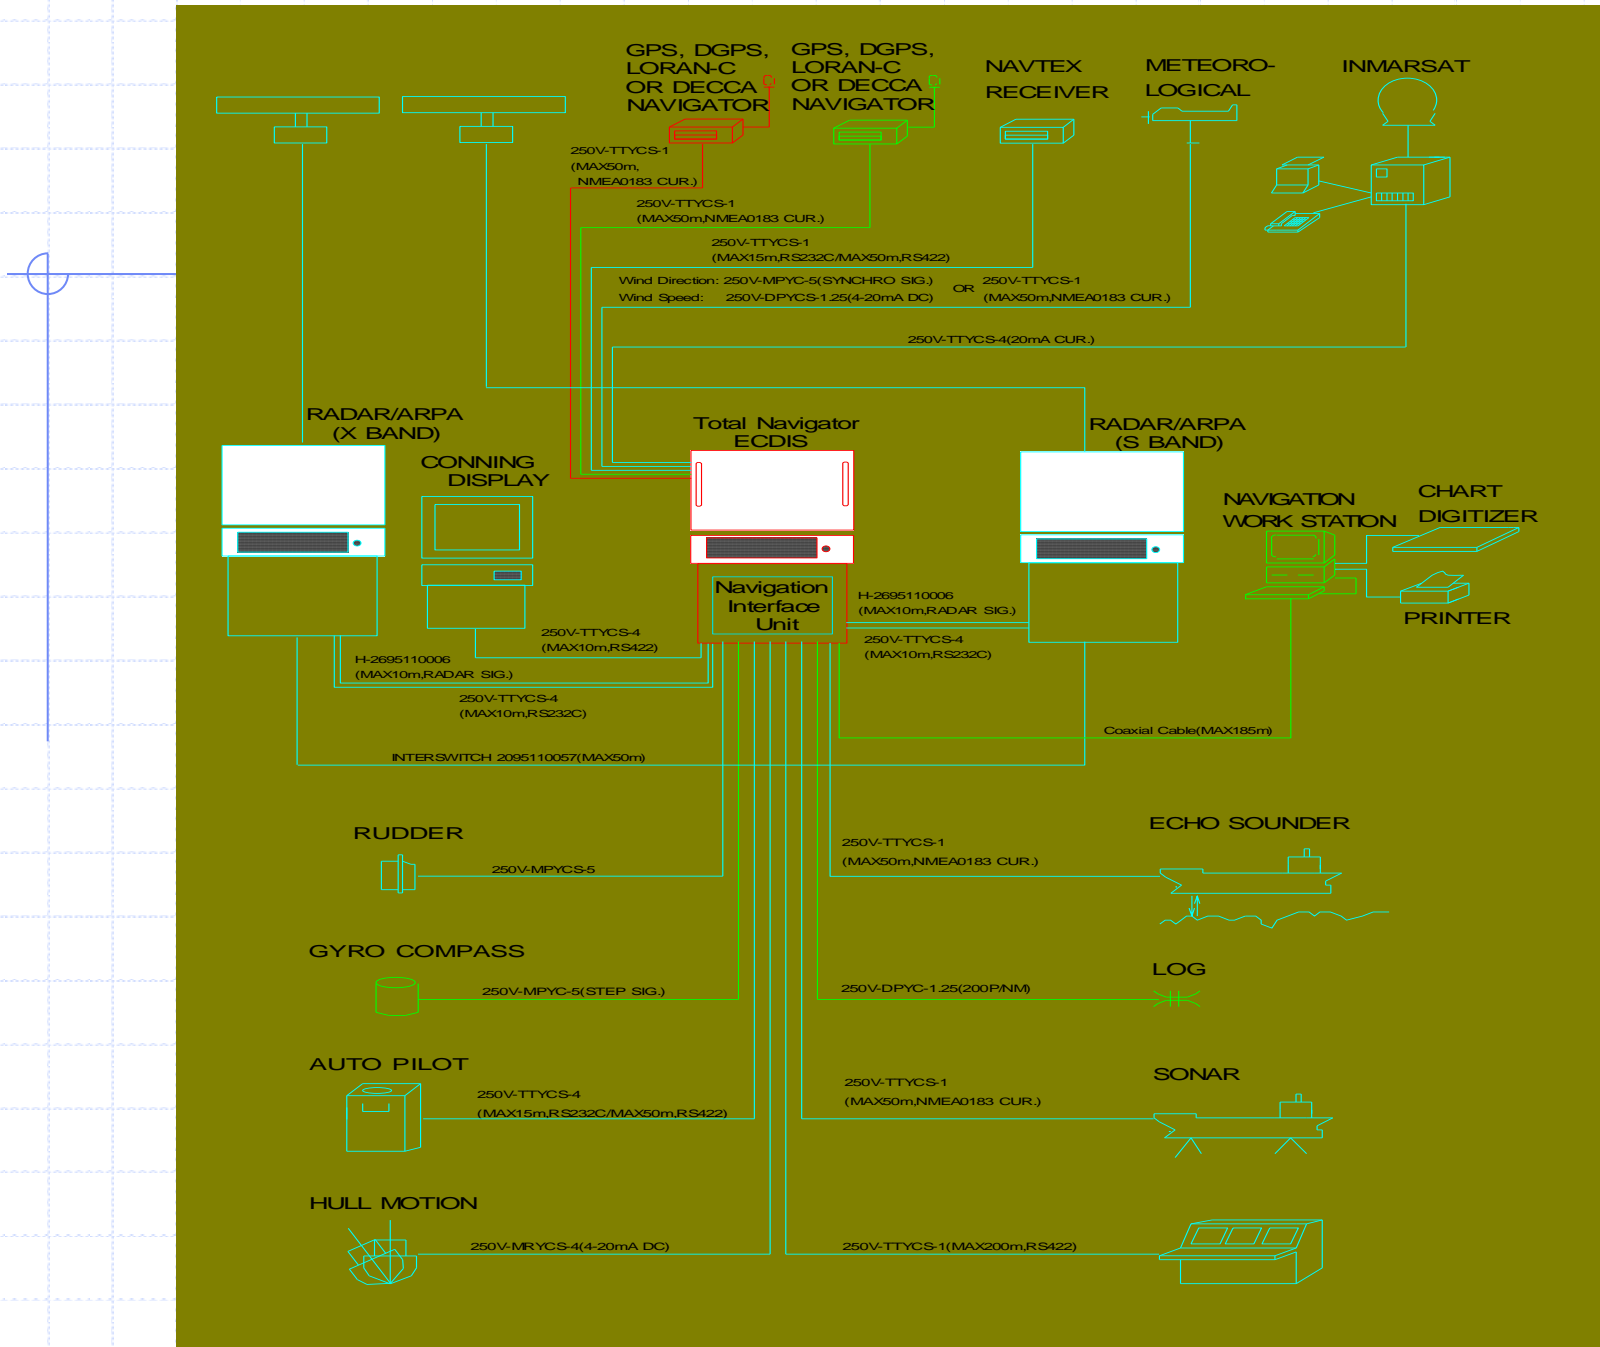 GPS, DGPS,
LORAN-C
OR DECCA
NAVIGATOR
GPS, DGPS,
LORAN-C
OR DECCA
NAVIGATOR
NAVTEX
RECEIVER
METEORO-
LOGICAL
INMARSAT
250V-TTYCS-1
(MAX50m,
NMEA0183 CUR.)
250V-TTYCS-1
(MAX50m,NMEA0183 CUR.)
250V-TTYCS-1
(MAX15m,RS232C/MAX50m,RS422)
Wind Direction: 250V-MPYC-5(SYNCHRO SIG.)
Wind Speed: 250V-DPYCS-1.25(4-20mA DC)
OR
250V-TTYCS-1
(MAX50m,NMEA0183 CUR.)
250V-TTYCS-4(20mA CUR.)
RADAR/ARPA
(X BAND)
CONNING
DISPLAY
Total Navigator
ECDIS
RADAR/ARPA
(S BAND)
NAVIGATION
WORK STATION
CHART
DIGITIZER
PRINTER
Navigation
Interface
Unit
H-2695110006
(MAX10m,RADAR SIG.)
250V-TTYCS-4
(MAX10m,RS232C)
250V-TTYCS-4
(MAX10m,RS422)
H-2695110006
(MAX10m,RADAR SIG.)
250V-TTYCS-4
(MAX10m,RS232C)
Coaxial Cable(MAX185m)
INTERSWITCH 2095110057(MAX50m)
RUDDER
250V-MPYCS-5
250V-TTYCS-1
(MAX50m,NMEA0183 CUR.)
ECHO SOUNDER
GYRO COMPASS
250V-MPYC-5(STEP SIG.)
250V-DPYC-1.25(200P/NM)
LOG
AUTO PILOT
250V-TTYCS-4
(MAX15m,RS232C/MAX50m,RS422)
250V-TTYCS-1
(MAX50m,NMEA0183 CUR.)
SONAR
HULL MOTION
250V-MRYCS-4(4-20mA DC)
250V-TTYCS-1(MAX200m,RS422)